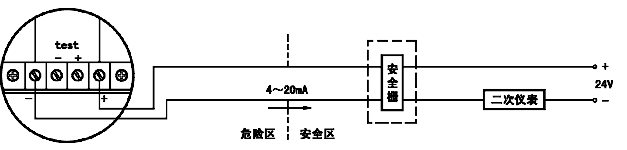 test
- +
- +
4～20mA
危险区 安全区
安全栅
二次仪表
+
24V
-